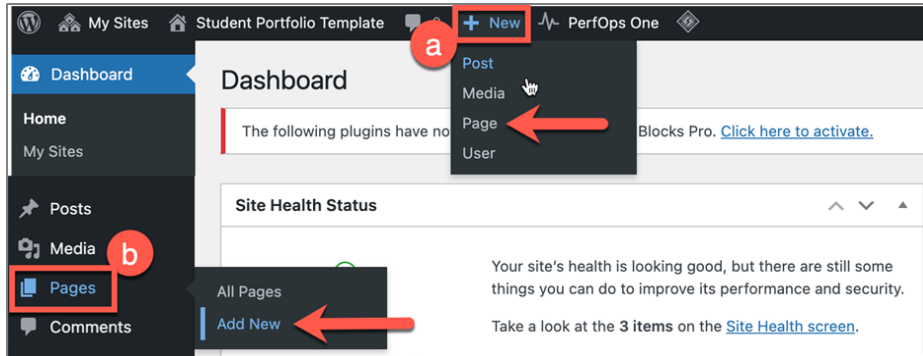 My Sites Student Portfolio Template + New PerfOps One
a
Dashboard
Home
My Sites
Posts
Media
b
Pages
Comments
Post
Media
Page
User
All Pages
Add New
Dashboard
The following plugins have no
Blocks Pro. Click here to activate.
Site Health Status
Your site's health is looking good, but there are still some
things you can do to improve its performance and security.
Take a look at the 3 items on the Site Health screen.